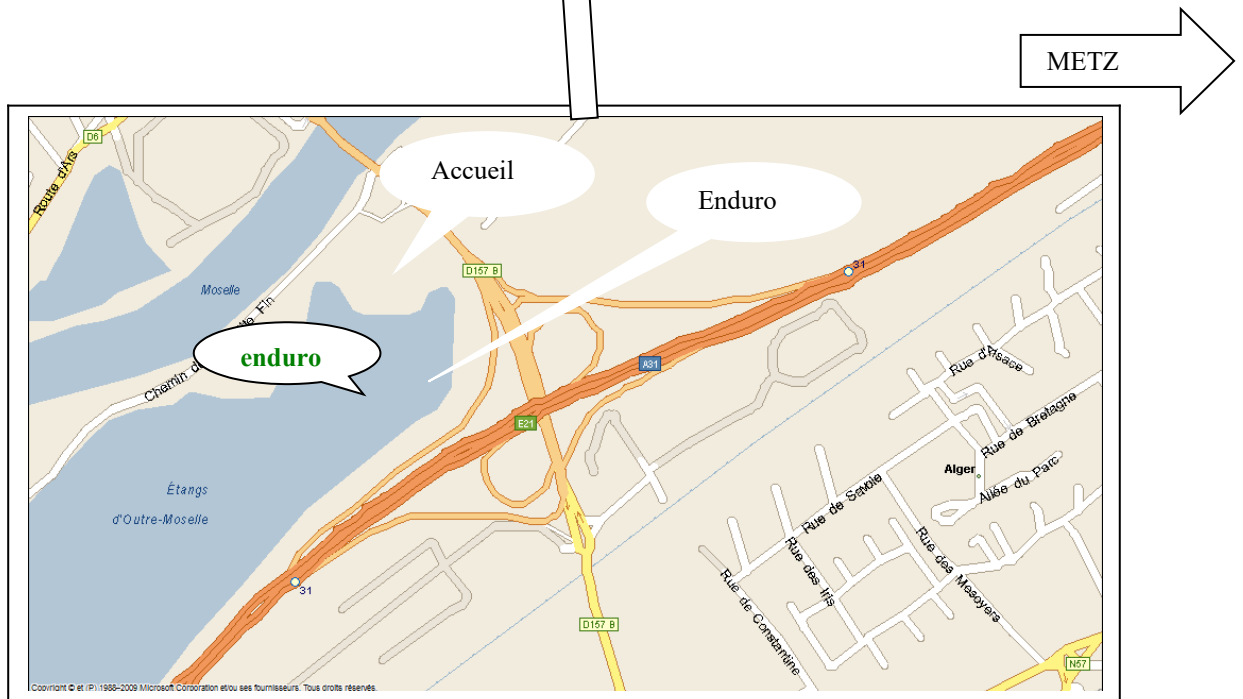 METZ
D6
Route d'Ars
Accueil
Enduro
D157 B
31
Moselle
Chemin d
ite Fin
enduro
A31
Rue d'Alsace
E21
Rue de Bretagne
Alger
Allée du Parc
Étangs
d'Outre-Moselle
Rue de Savoie
Rue des Iris
Rue des Mesoyers
Rue de Constantine
31
D157 B
N57
Copyright © et (P) 1988–2009 Microsoft Corporation et/ou ses fournisseurs. Tous droits réservés.